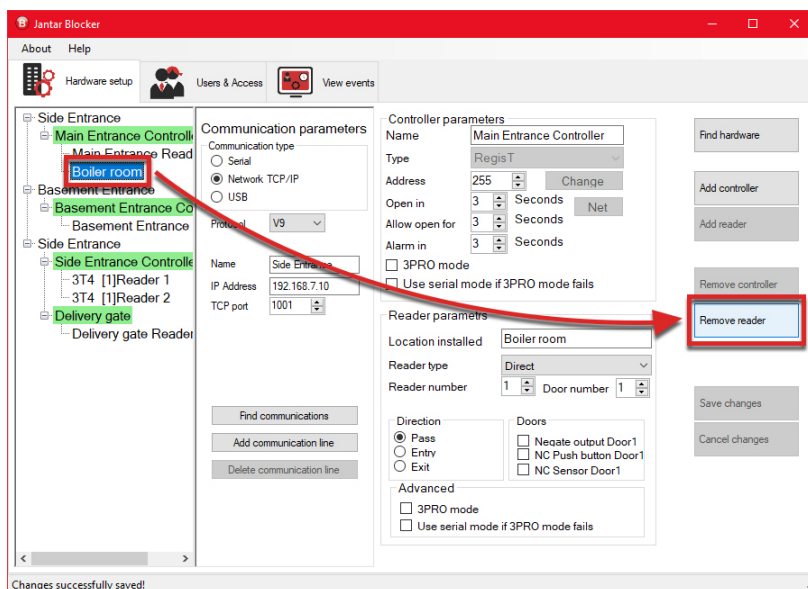 Jantar Blocker
About Help
Hardware setup
Users & Access
View events
Side Entrance
Main Entrance Controlle
Main Entrance Read
Boiler room
Basement Entrance
Basement Entrance Co
Basement Entrance
Side Entrance
Side Entrance Controlle
3T4 [1]Reader 1
3T4 [1]Reader 2
Delivery gate
Delivery gate Reader
Communication parameters
Communication type
Serial
Network TCP/IP
USB
Protocol V9
Name Side Entrance
IP Address 192.168.7.10
TCP port 1001
Find communications
Add communication line
Delete communication line
Controller parameters
Name Main Entrance Controller
Type RegisT
Address 255 Change
Open in 3 Seconds Net
Allow open for 3 Seconds
Alarm in 3 Seconds
3PRO mode
Use serial mode if 3PRO mode fails
Reader parametrs
Location installed Boiler room
Reader type Direct
Reader number 1 Door number 1
Direction
Pass
Entry
Exit
Doors
Negate output Door1
NC Push button Door1
NC Sensor Door1
Advanced
3PRO mode
Use serial mode if 3PRO mode fails
Find hardware
Add controller
Add reader
Remove controller
Remove reader
Save changes
Cancel changes
Changes successfully saved!